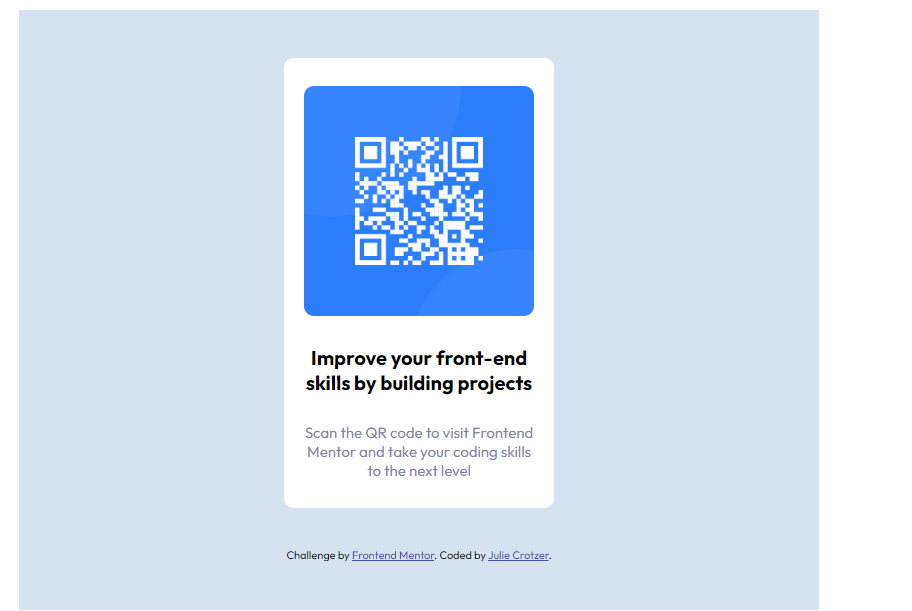 Improve your front-end
skills by building projects
Scan the QR code to visit Frontend
Mentor and take your coding skills
to the next level
Challenge by Frontend Mentor. Coded by Julie Crotzer.